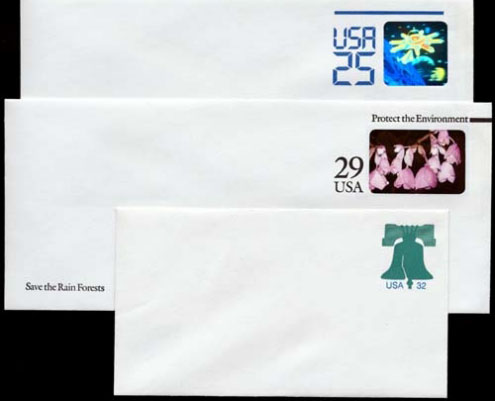 USA
25
Protect the Environment
29
USA
Save the Rain Forests
USA 32